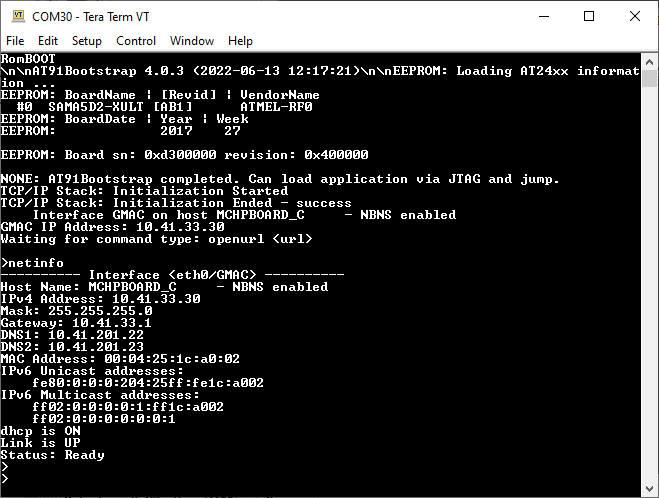 COM30 - Tera Term VT
File Edit Setup Control Window Help
RomBOOT
\n\nAT91Bootstrap 4.0.3 (2022-06-13 12:17:21)\n\nEEPROM: Loading AT24xx informat
ion ...
EEPROM: BoardName | [Revid] | VendorName
  #0  SAMA5D2-XULT [AB1]      ATMEL-RF0
EEPROM: BoardDate | Year | Week
EEPROM:             2017    27
EEPROM: Board sn: 0xd300000 revision: 0x400000
NONE: AT91Bootstrap completed. Can load application via JTAG and jump.
TCP/IP Stack: Initialization Started
TCP/IP Stack: Initialization Ended - success
    Interface GMAC on host MCHPBOARD_C     - NBNS enabled
GMAC IP Address: 10.41.33.30
Waiting for command type: openurl <url>
>netinfo
---------- Interface <eth0/GMAC> ----------
Host Name: MCHPBOARD_C     - NBNS enabled
IPv4 Address: 10.41.33.30
Mask: 255.255.255.0
Gateway: 10.41.33.1
DNS1: 10.41.201.22
DNS2: 10.41.201.23
MAC Address: 00:04:25:1c:a0:02
IPv6 Unicast addresses:
    fe80:0:0:0:204:25ff:fe1c:a002
IPv6 Multicast addresses:
    ff02:0:0:0:0:1:ff1c:a002
    ff02:0:0:0:0:0:0:1
dhcp is ON
Link is UP
Status: Ready
>
>